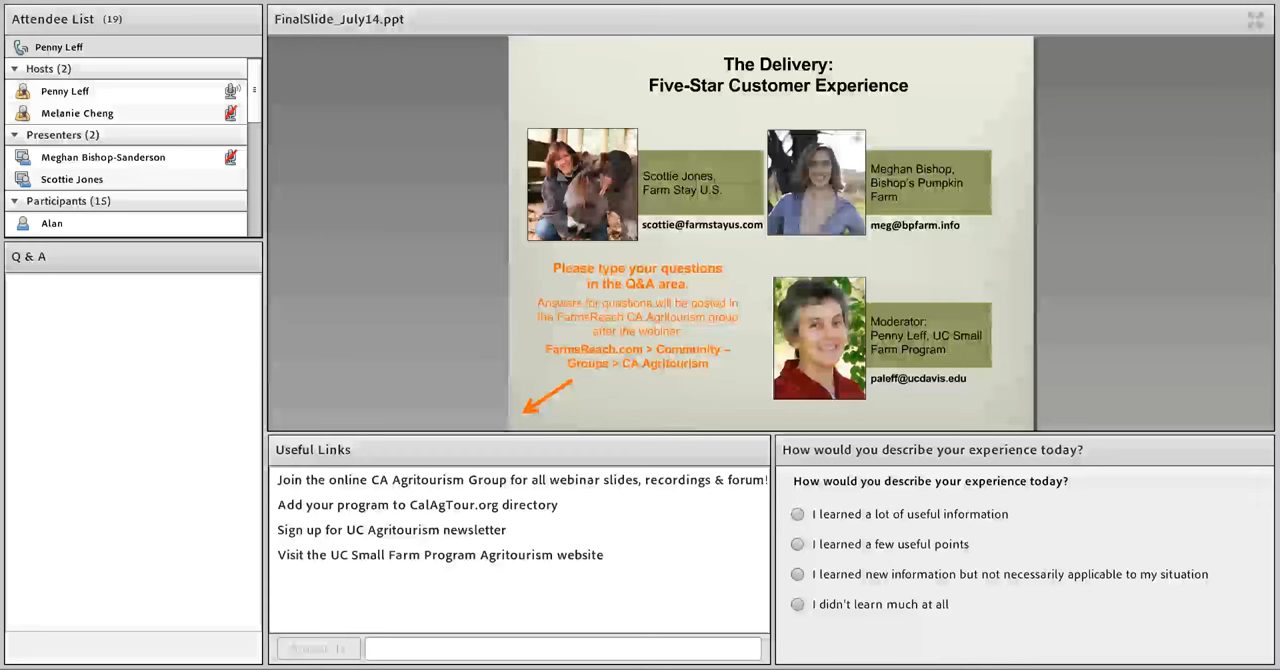 Attendee List (19)
Penny Leff
Hosts (2)
Penny Leff
Melanie Cheng
Presenters (2)
Meghan Bishop-Sanderson
Scottie Jones
Participants (15)
Alan
Q & A
FinalSlide_July14.ppt
The Delivery:
Five-Star Customer Experience
Scottie Jones,
Farm Stay U.S.
scottie@farmstayus.com
Meghan Bishop,
Bishop's Pumpkin
Farm
meg@bpfarm.info
Please type your questions
in the Q&A area.
Answers for questions will be posted in
the FarmsReach CA Agritourism group
after the webinar:
FarmsReach.com > Community –
Groups > CA Agritourism
Moderator:
Penny Leff, UC Small
Farm Program
paleff@ucdavis.edu
Useful Links
Join the online CA Agritourism Group for all webinar slides, recordings & forum!
Add your program to CalAgTour.org directory
Sign up for UC Agritourism newsletter
Visit the UC Small Farm Program Agritourism website
How would you describe your experience today?
How would you describe your experience today?
I learned a lot of useful information
I learned a few useful points
I learned new information but not necessarily applicable to my situation
I didn't learn much at all